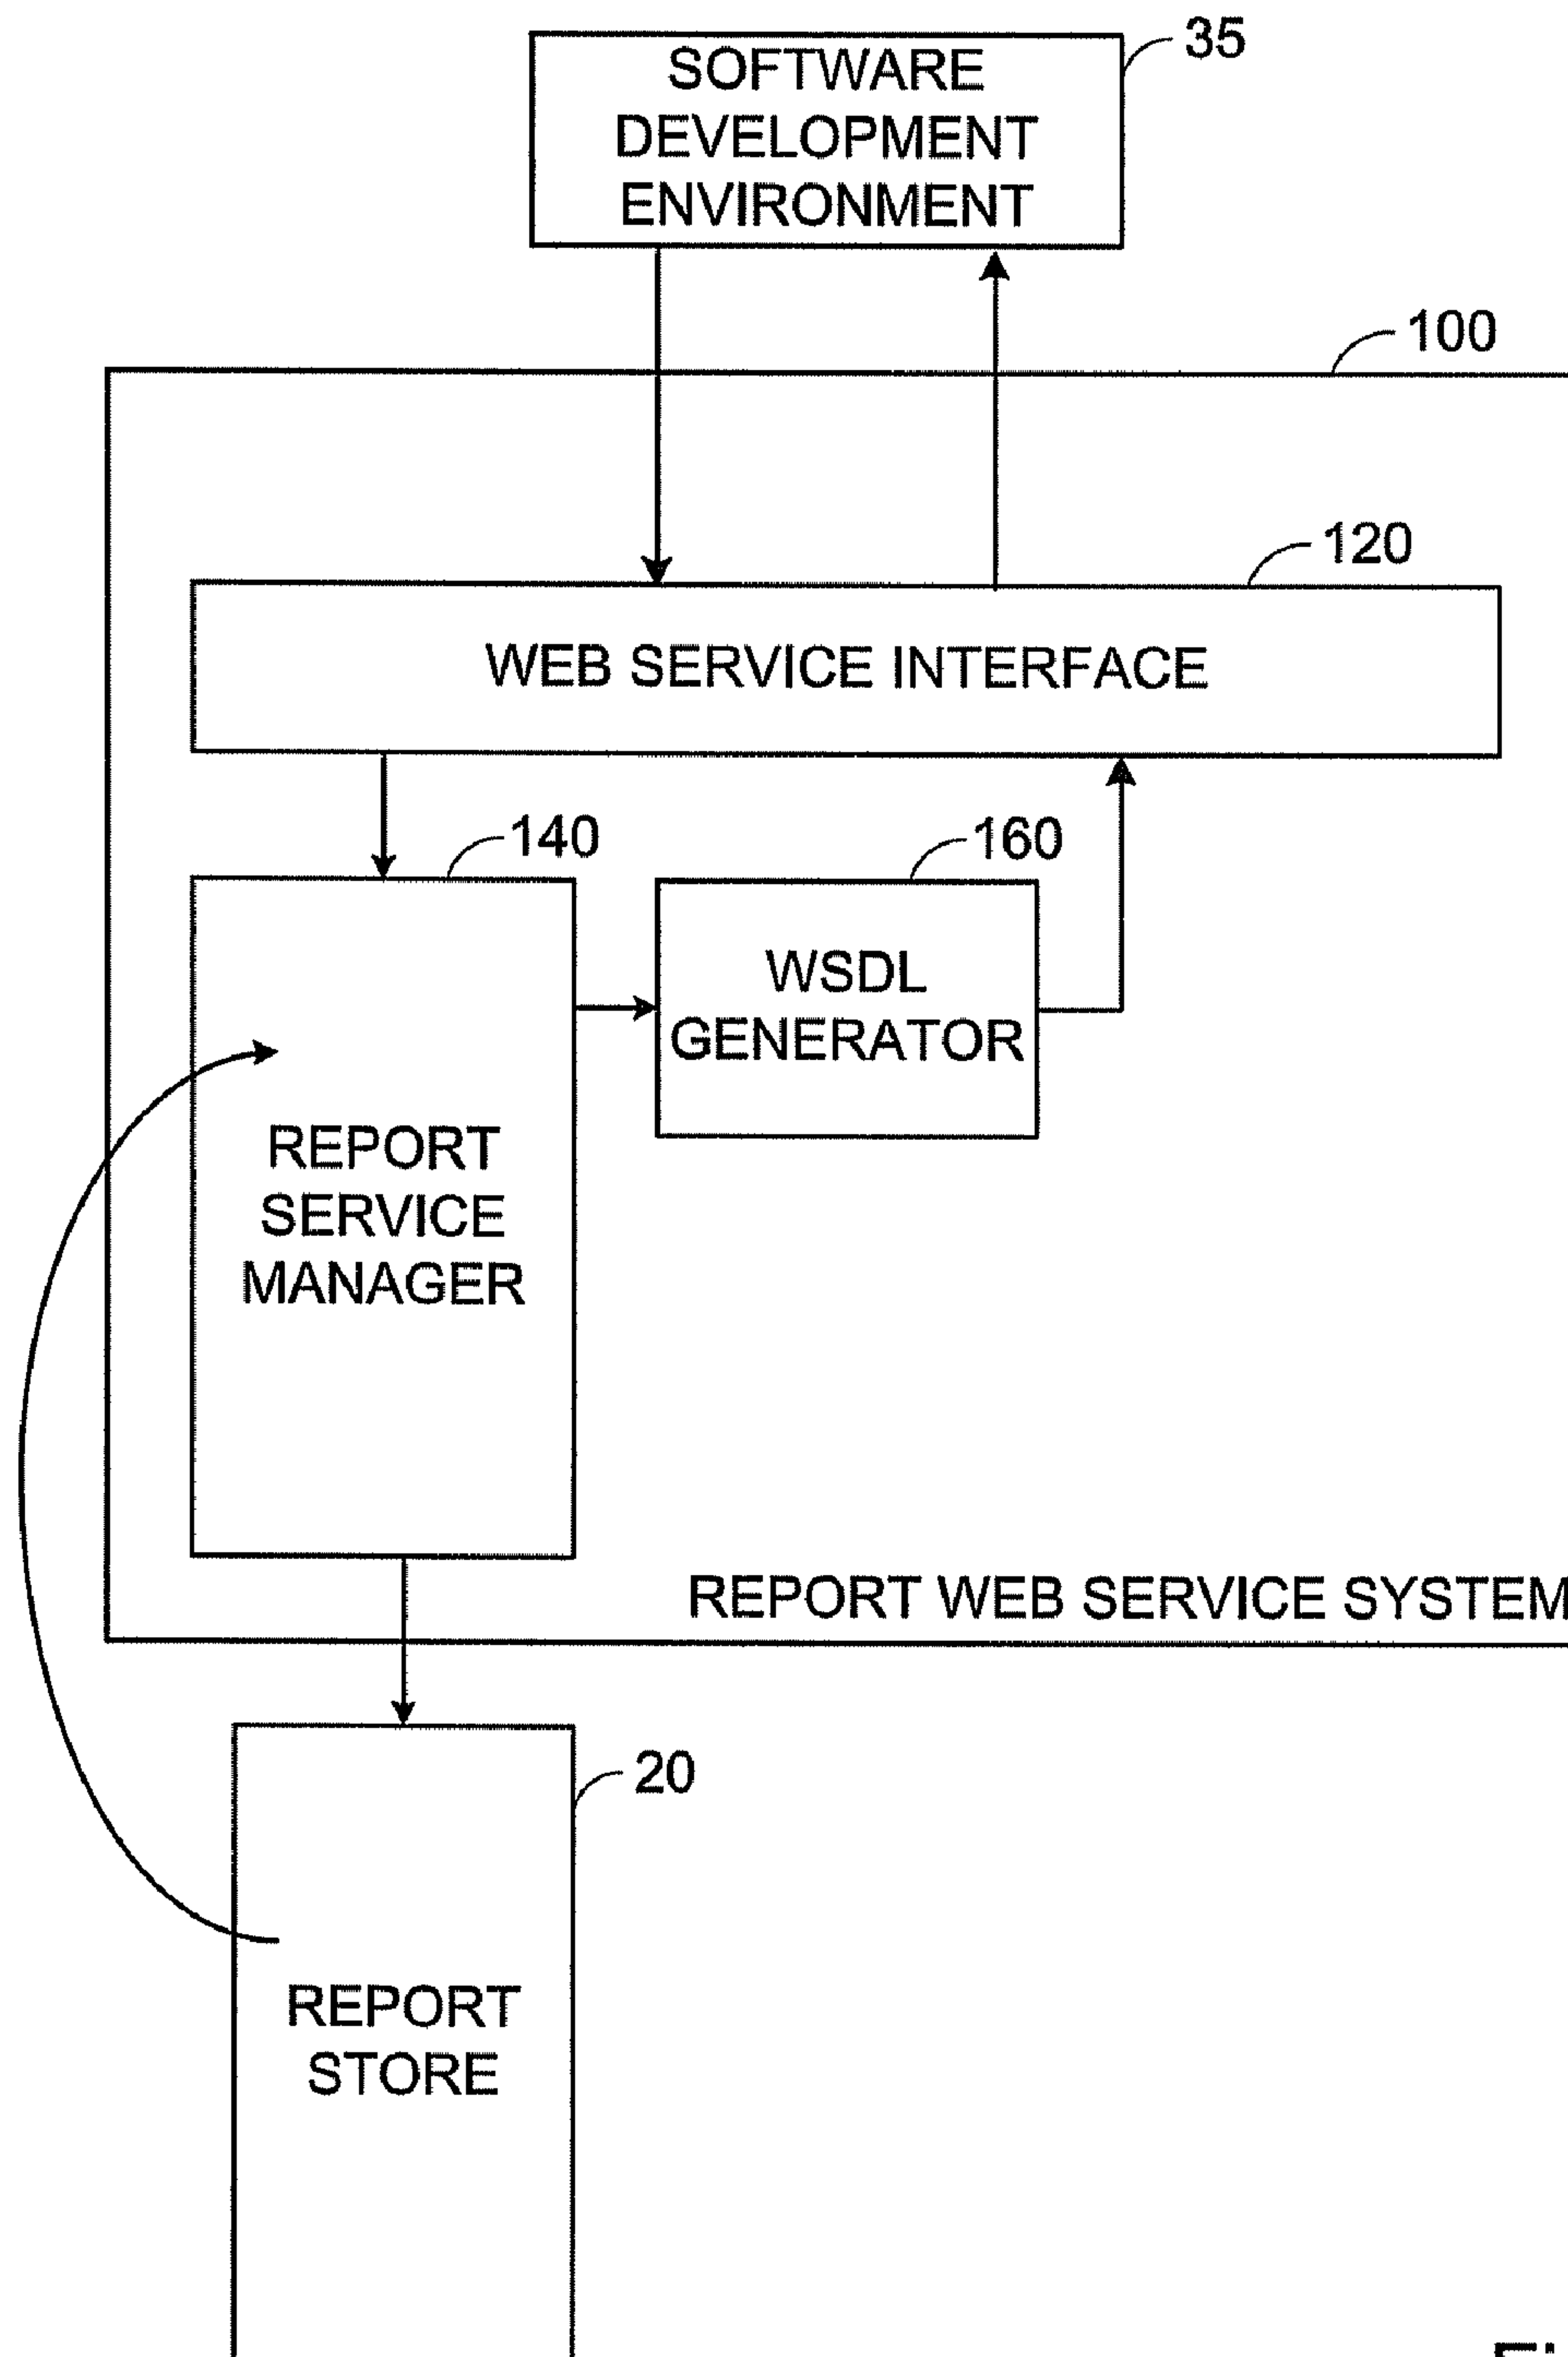 35
SOFTWARE
DEVELOPMENT
ENVIRONMENT
100
120
WEB SERVICE INTERFACE
140
160
WSDL
GENERATOR
REPORT
SERVICE
MANAGER
REPORT WEB SERVICE SYSTEM
20
REPORT
STORE